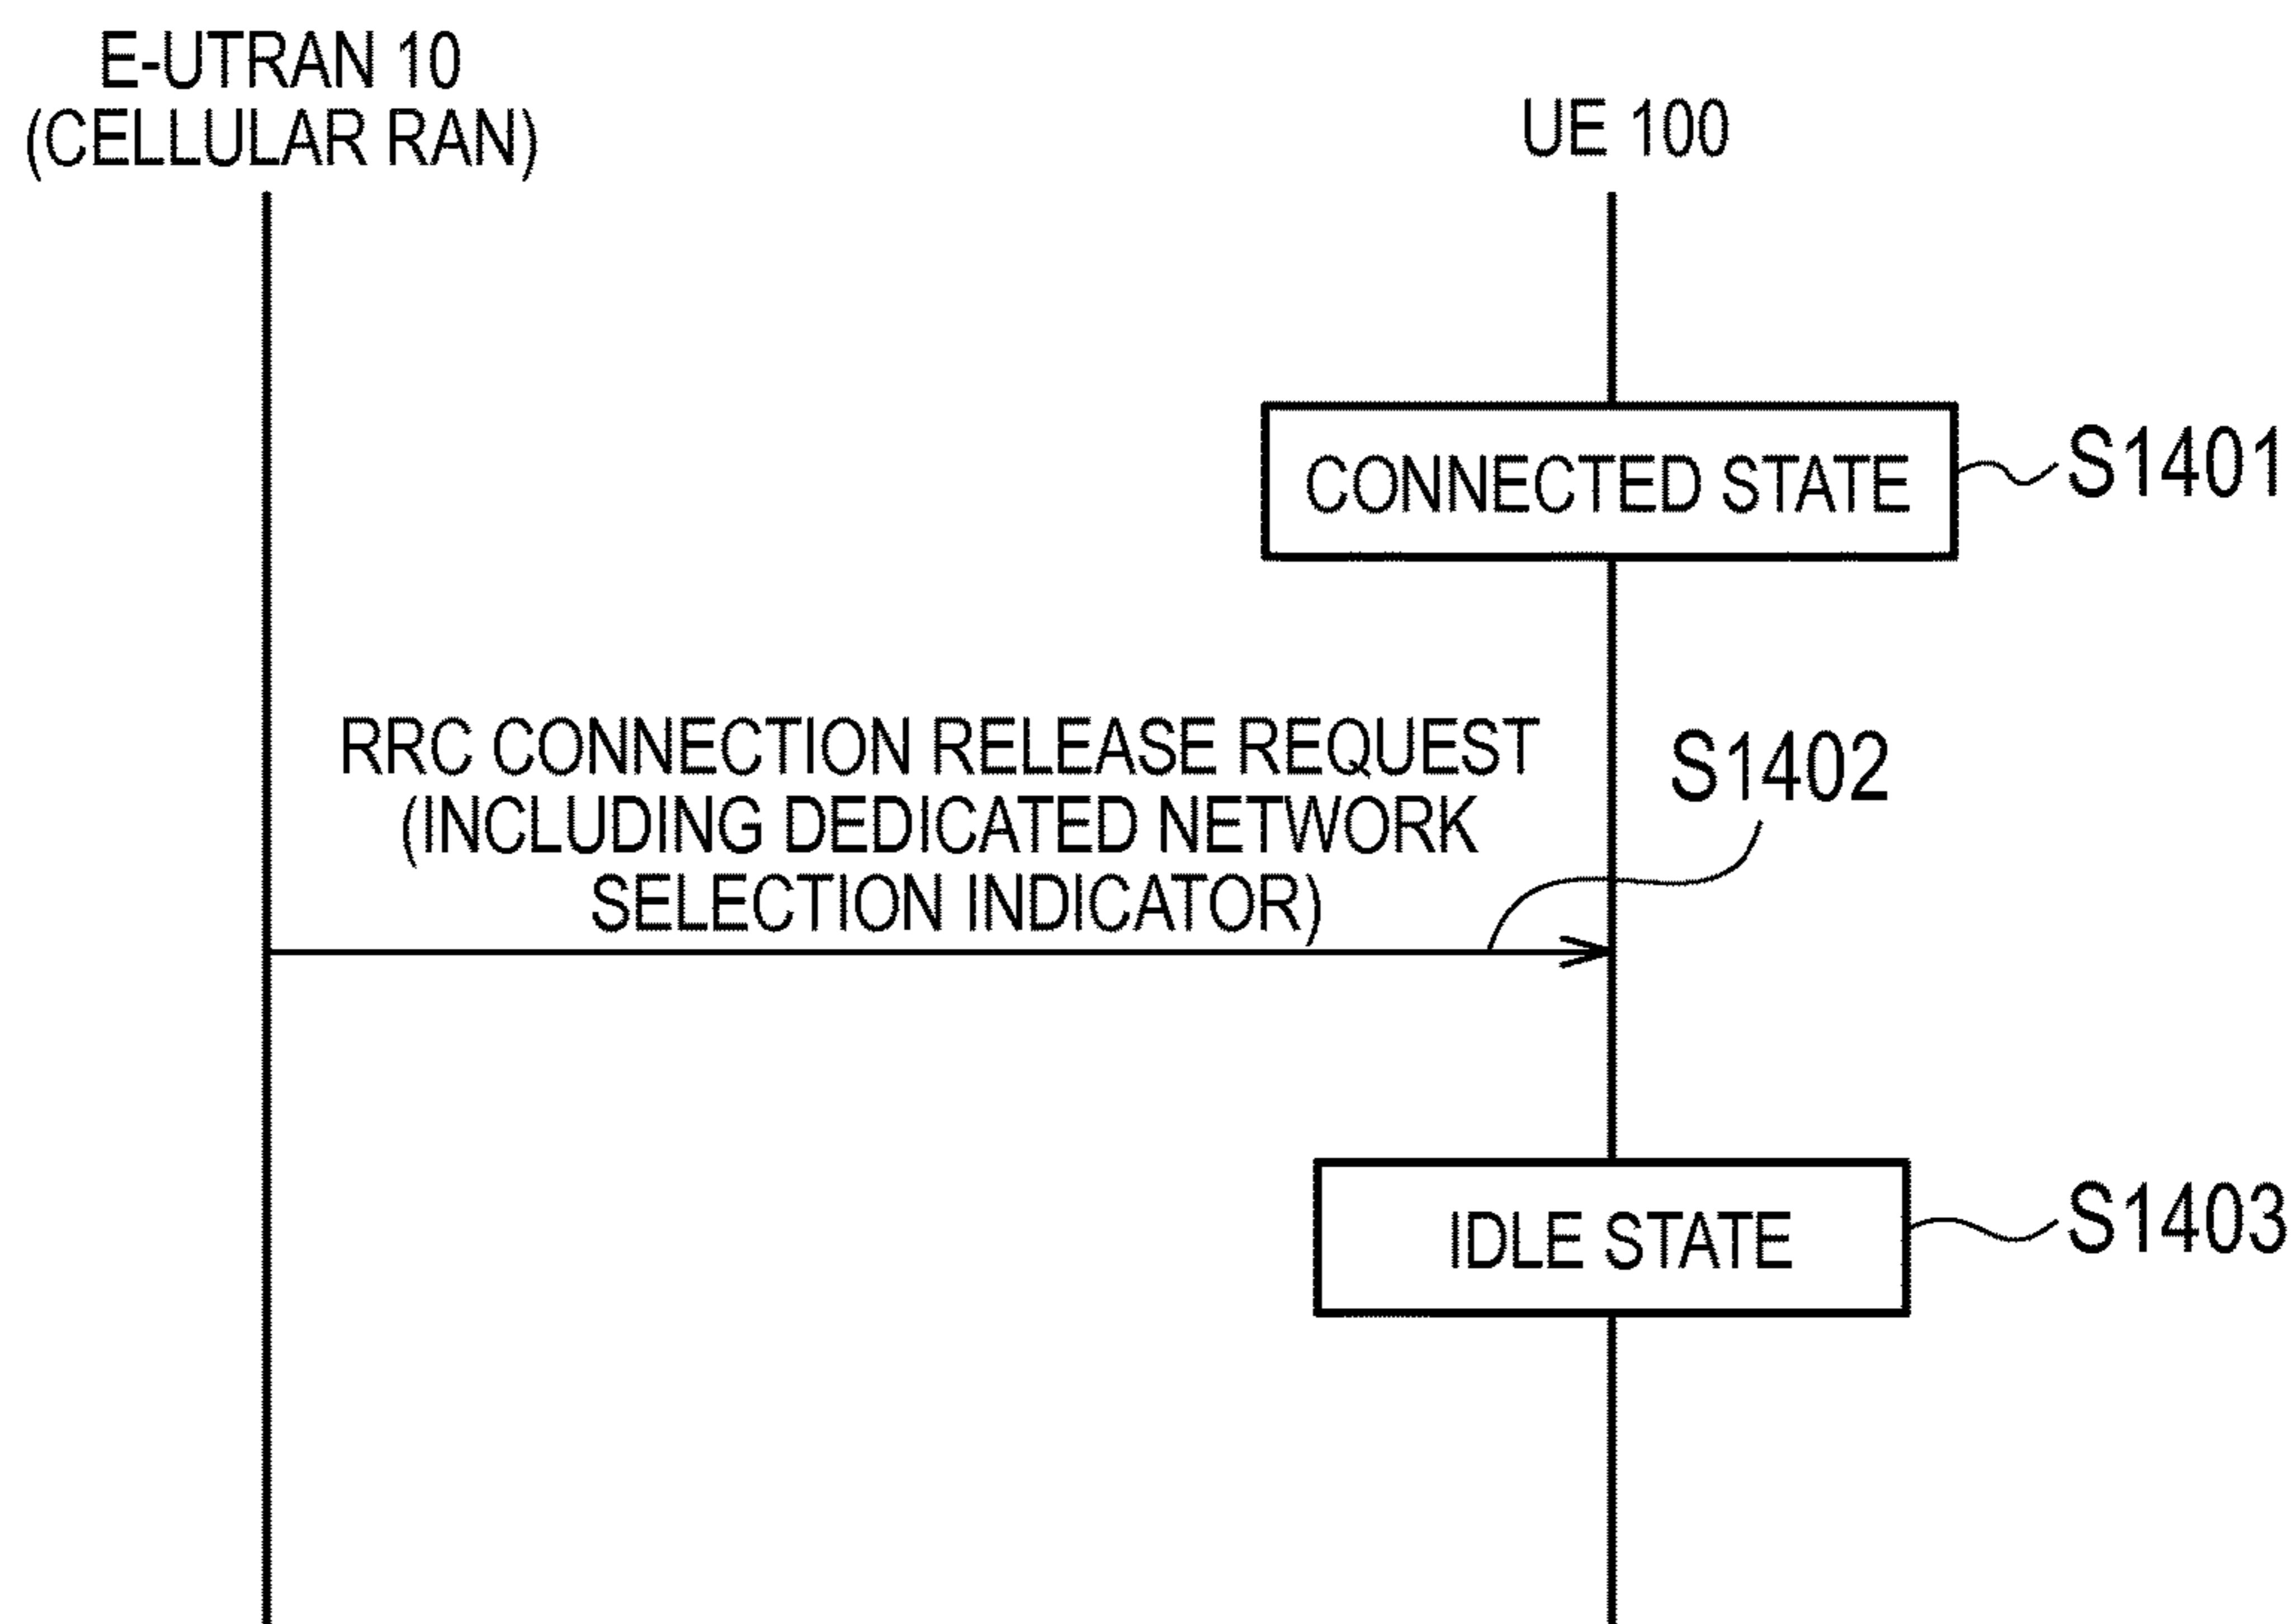 E-UTRAN 10
(CELLULAR RAN)
UE 100
CONNECTED STATE
S1401
RRC CONNECTION RELEASE REQUEST
(INCLUDING DEDICATED NETWORK
SELECTION INDICATOR)
S1402
IDLE STATE
S1403